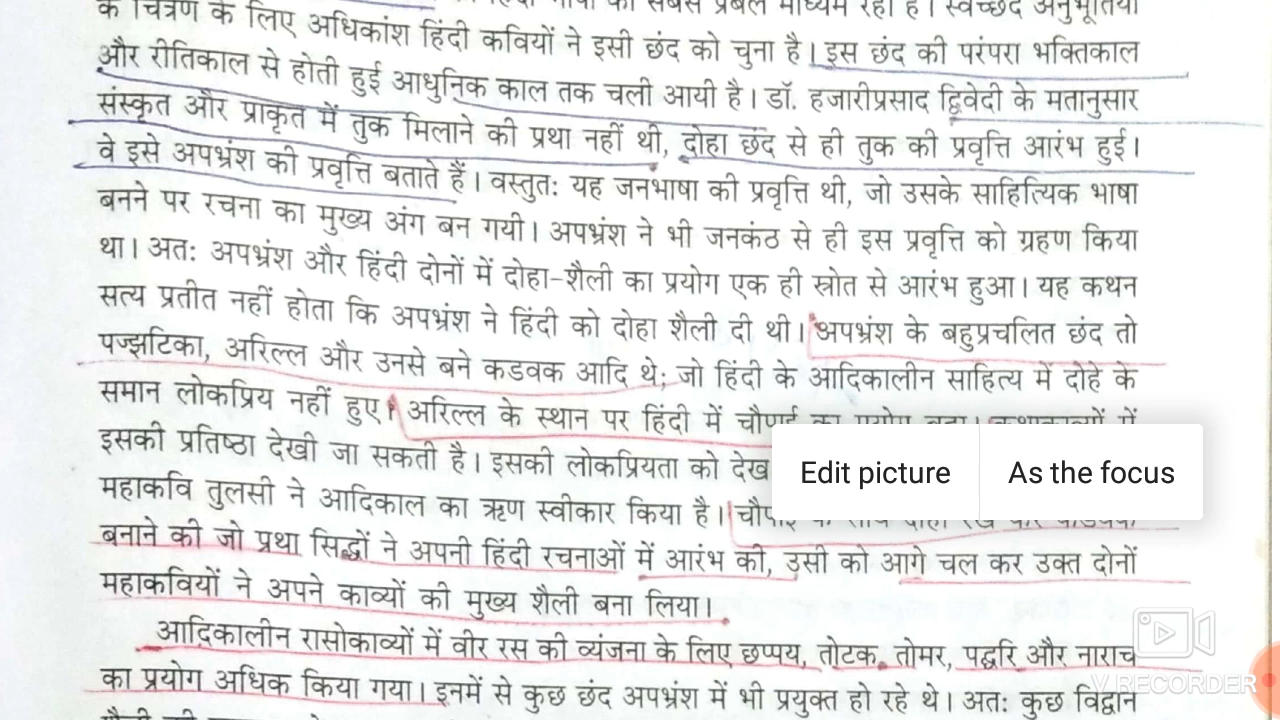 के चित्रण के लिए अधिकांश हिंदी कवियों ने इसी छंद को चुना है। इस छंद की परंपरा भक्तिकाल
और रीतिकाल से होती हुई आधुनिक काल तक चली आयी है। डॉ. हजारीप्रसाद द्विवेदी के मतानुसार
संस्कृत और प्राकृत में तुक मिलाने की प्रथा नहीं थी, दोहा छंद से ही तुक की प्रवृत्ति आरंभ हुई।
वे इसे अपभ्रंश की प्रवृत्ति बताते हैं। वस्तुतः यह जनभाषा की प्रवृत्ति थी, जो उसके साहित्यिक भाषा
बनने पर रचना का मुख्य अंग बन गयी। अपभ्रंश ने भी जनकंठ से ही इस प्रवृत्ति को ग्रहण किया
था। अतः अपभ्रंश और हिंदी दोनों में दोहा-शैली का प्रयोग एक ही स्रोत से आरंभ हुआ। यह कथन
सत्य प्रतीत नहीं होता कि अपभ्रंश ने हिंदी को दोहा शैली दी थी। अपभ्रंश के बहुप्रचलित छंद तो
पज्झटिका, अरिल्ल और उनसे बने कडवक आदि थे; जो हिंदी के आदिकालीन साहित्य में दोहे के
समान लोकप्रिय नहीं हुए। अरिल्ल के स्थान पर हिंदी में चौपाई का प्रयोग में
इसकी प्रतिष्ठा देखी जा सकती है। इसकी लोकप्रियता को देख
Edit picture As the focus
महाकवि तुलसी ने आदिकाल का ऋण स्वीकार किया है। चौपाई के साथ दोहा रख कर
बनाने की जो प्रथा सिद्धों ने अपनी हिंदी रचनाओं में आरंभ की, उसी को आगे चल कर उक्त दोनों
महाकवियों ने अपने काव्यों की मुख्य शैली बना लिया।
आदिकालीन रासोकाव्यों में वीर रस की व्यंजना के लिए छप्पय, तोटक, तोमर, पद्धरि और नाराच
का प्रयोग अधिक किया गया। इनमें से कुछ छंद अपभ्रंश में भी प्रयुक्त हो रहे थे। अतः कुछ विद्वान
V RECORDER